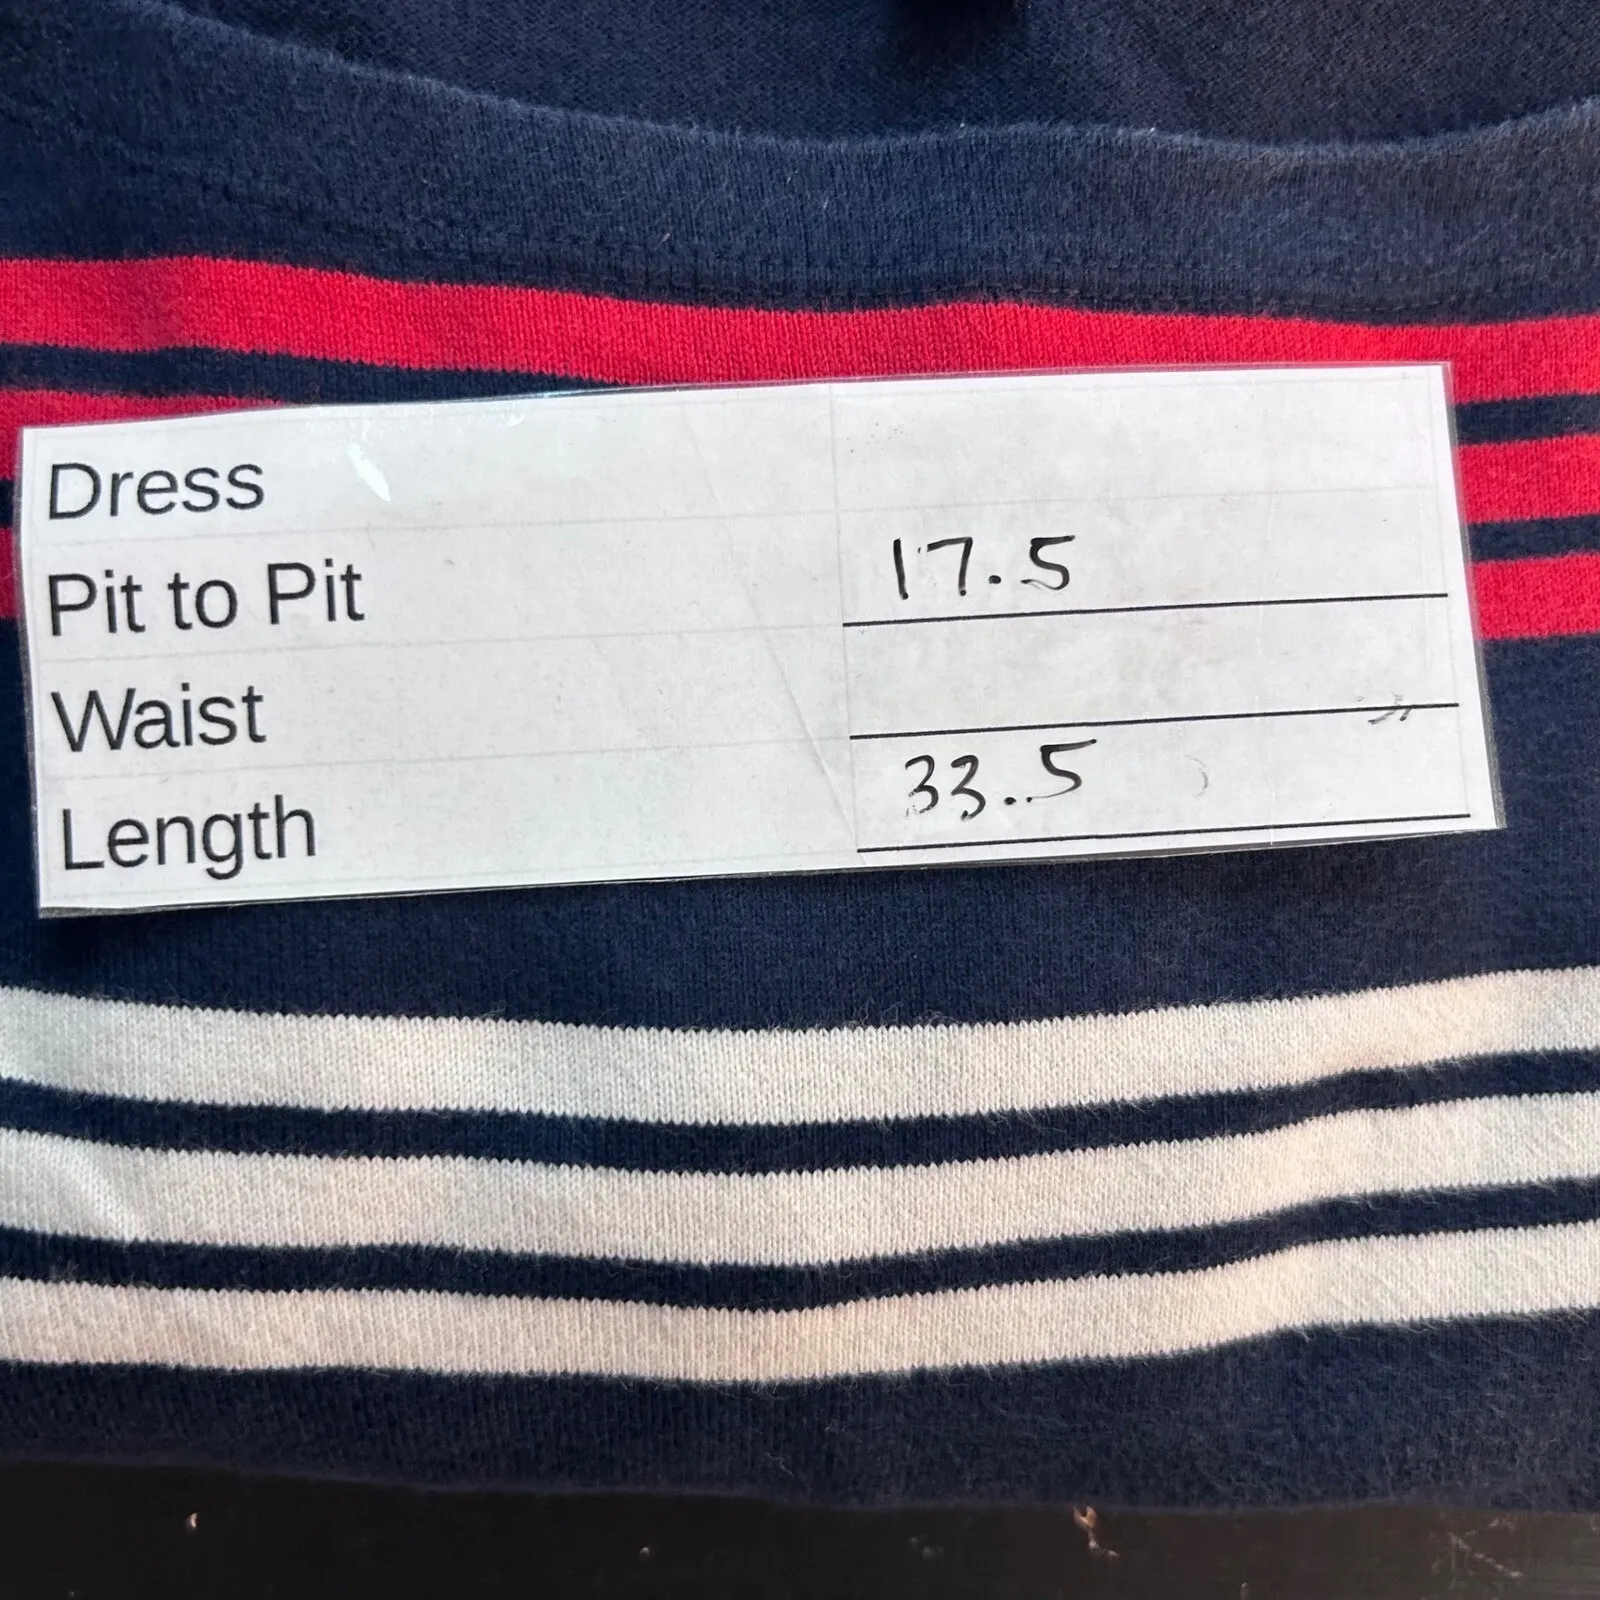 Dress
Pit to Pit 17.5
Waist
Length 33.5